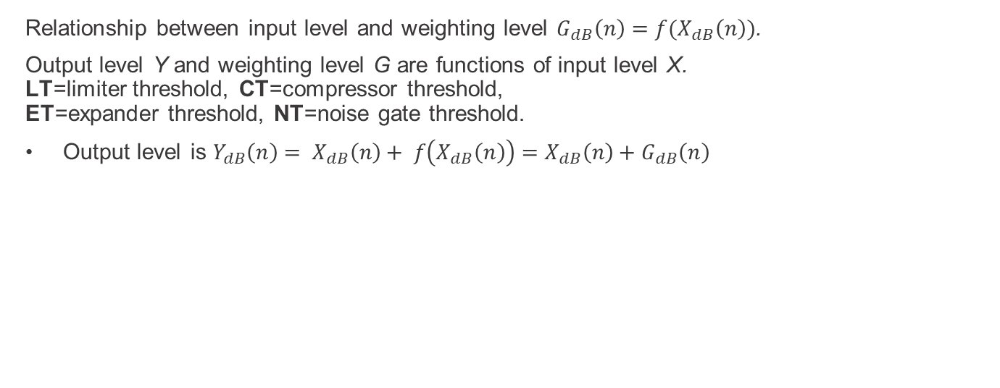 Relationship between input level and weighting level G_{dB}(n) = f(X_{dB}(n)).
Output level Y and weighting level G are functions of input level X.
LT=limiter threshold, CT=compressor threshold,
ET=expander threshold, NT=noise gate threshold.
• Output level is Y_{dB}(n) = X_{dB}(n) + f(X_{dB}(n)) = X_{dB}(n) + G_{dB}(n)